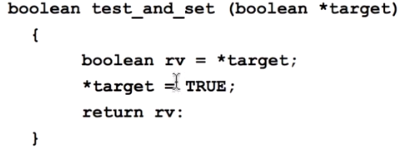 boolean test_and_set (boolean *target)
{
boolean rv = *target;
*target = TRUE;
return rv:
}